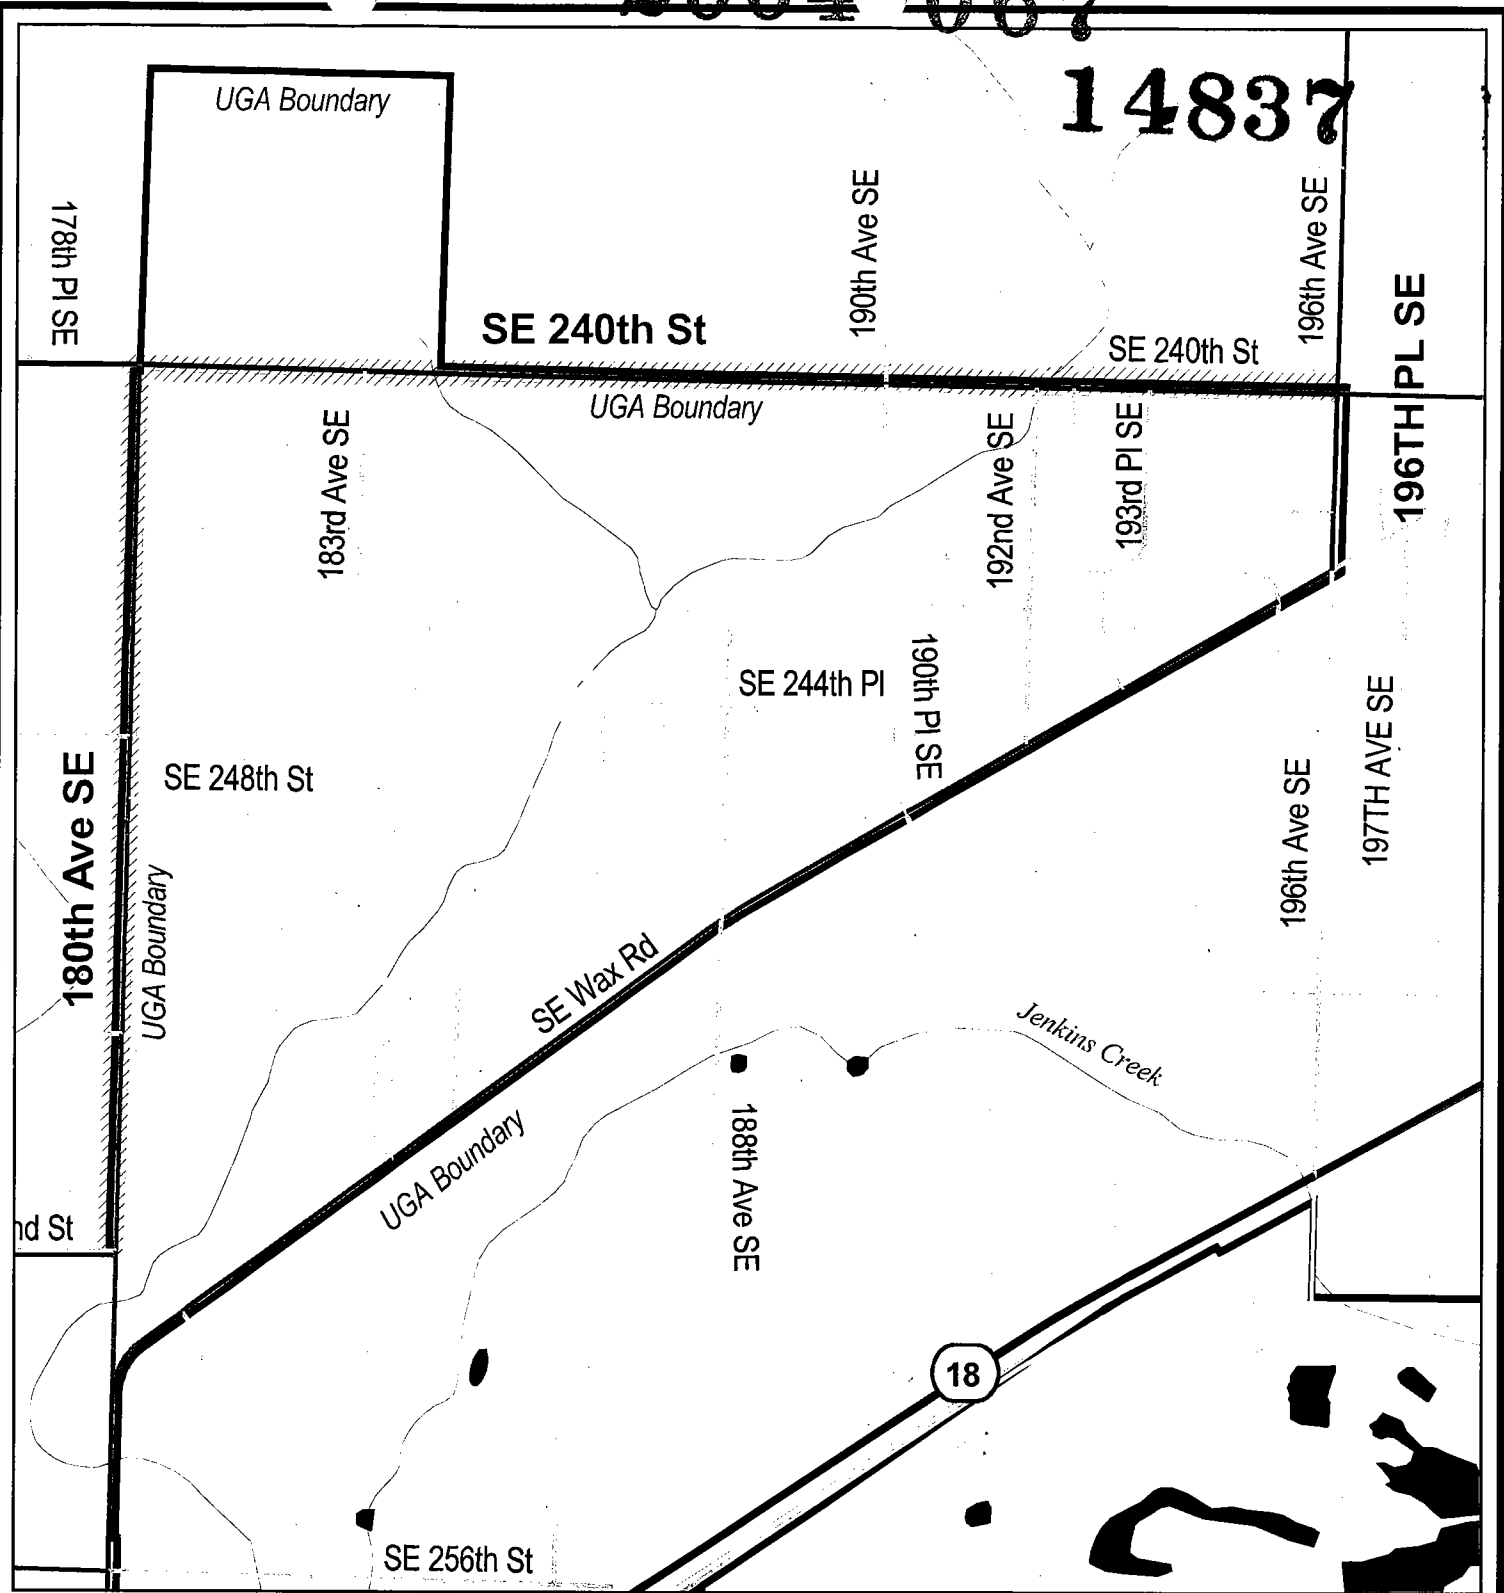 14837
UGA Boundary
178th Pl SE
190th Ave SE
196th Ave SE
196TH PL SE
SE 240th St
SE 240th St
UGA Boundary
183rd Ave SE
192nd Ave SE
193rd Pl SE
SE 244th Pl
190th Pl SE
197TH AVE SE
SE 248th St
180th Ave SE
UGA Boundary
196th Ave SE
SE Wax Rd
Jenkins Creek
UGA Boundary
188th Ave SE
nd St
18
SE 256th St